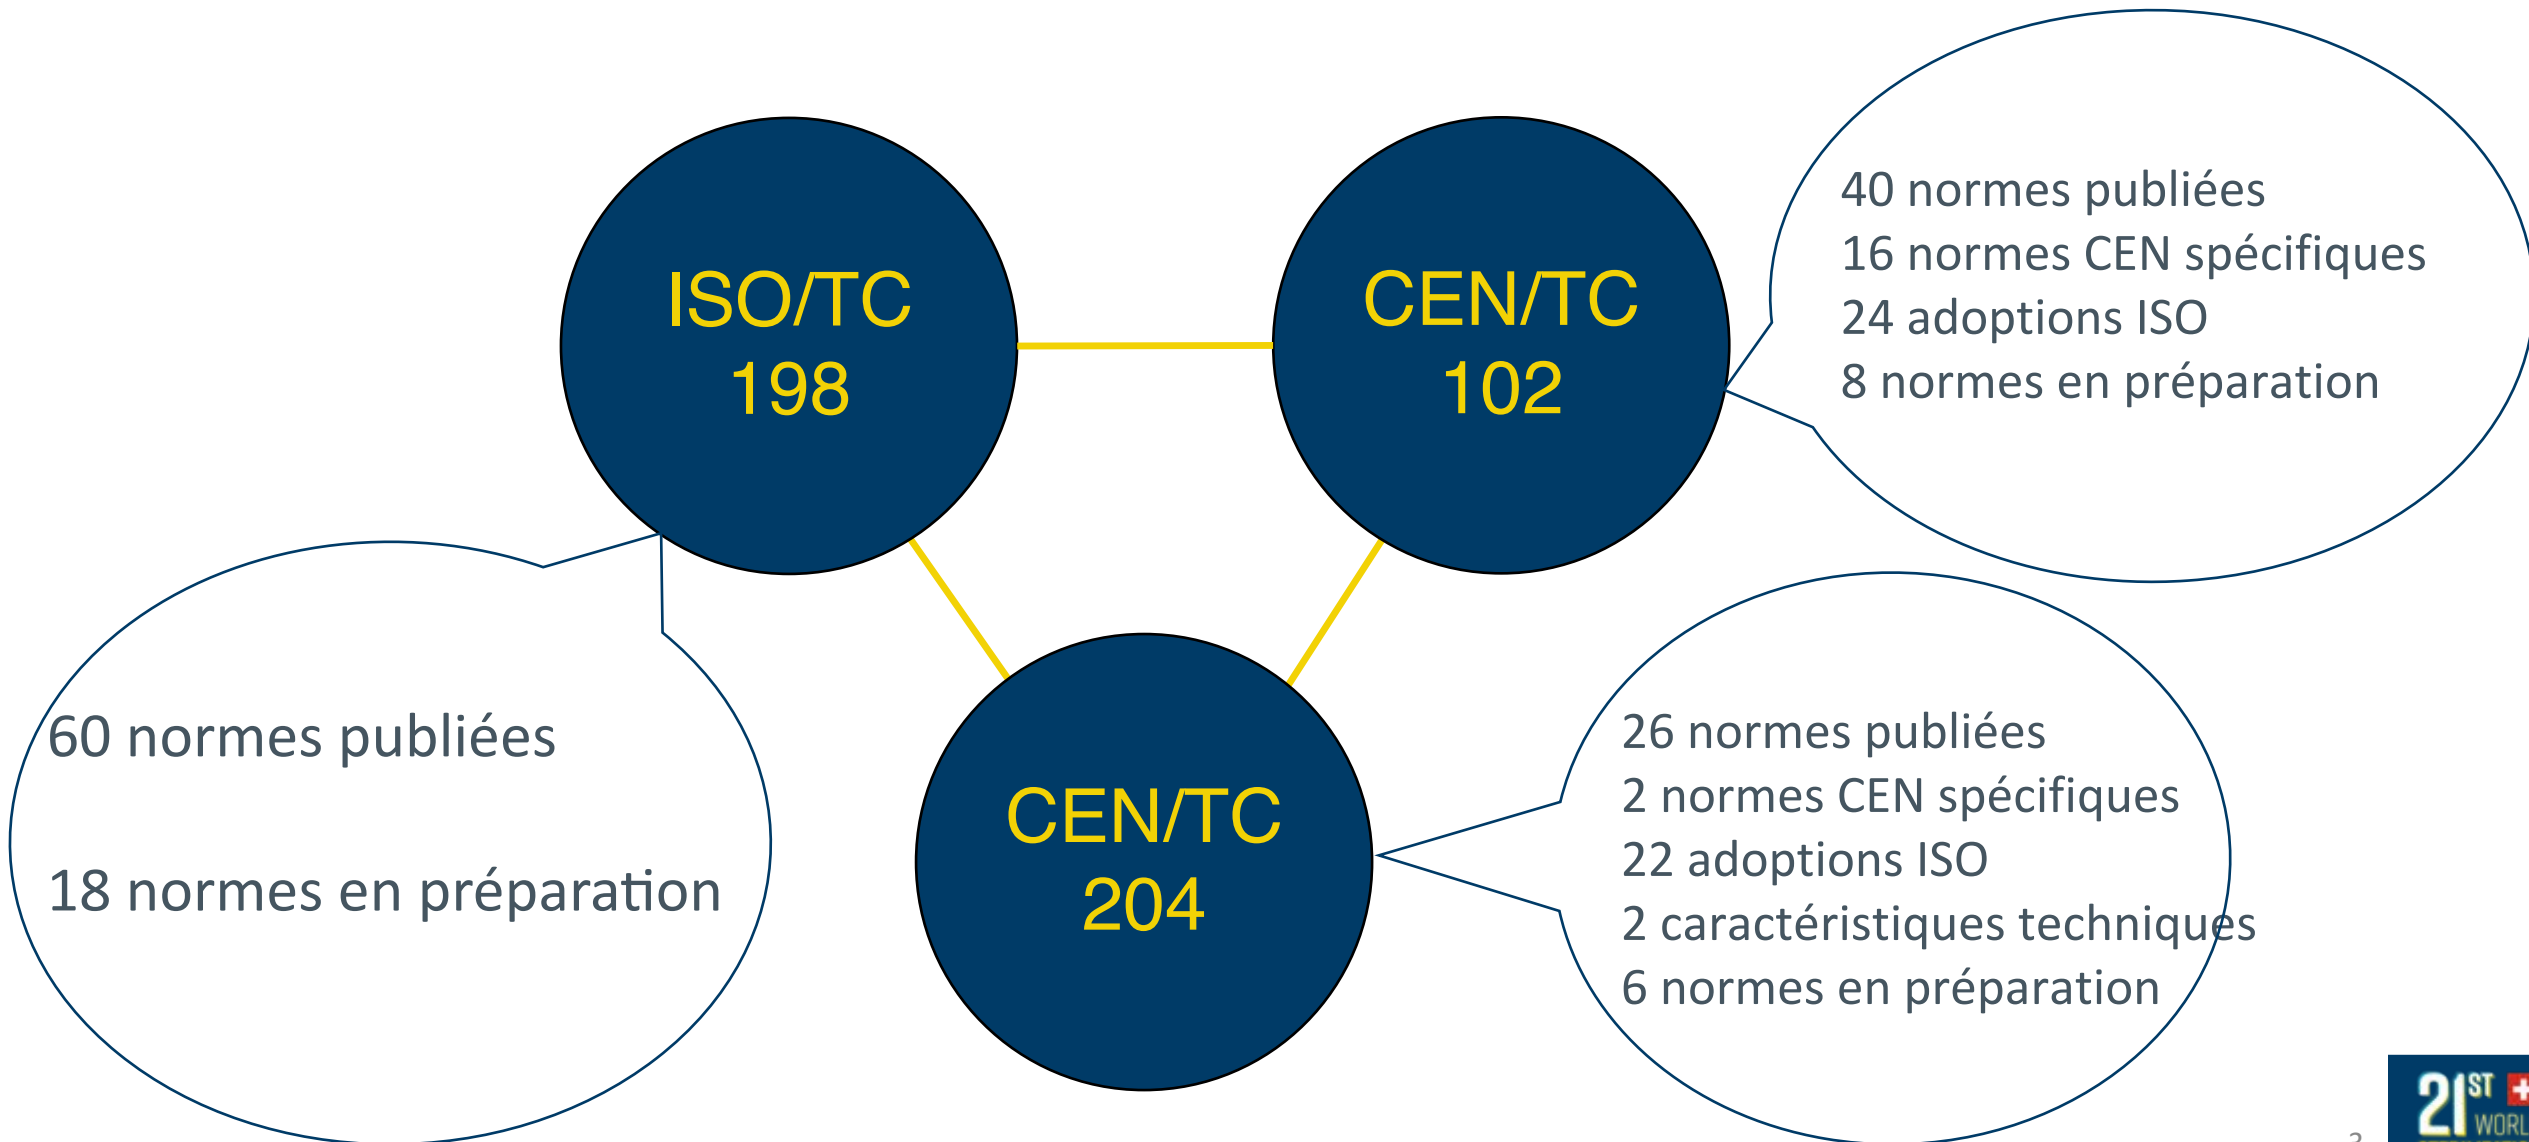 ISO/TC
198
CEN/TC
102
40 normes publiées
16 normes CEN spécifiques
24 adoptions ISO
8 normes en préparation
60 normes publiées
18 normes en préparation
CEN/TC
204
26 normes publiées
2 normes CEN spécifiques
22 adoptions ISO
2 caractéristiques techniques
6 normes en préparation
21ST